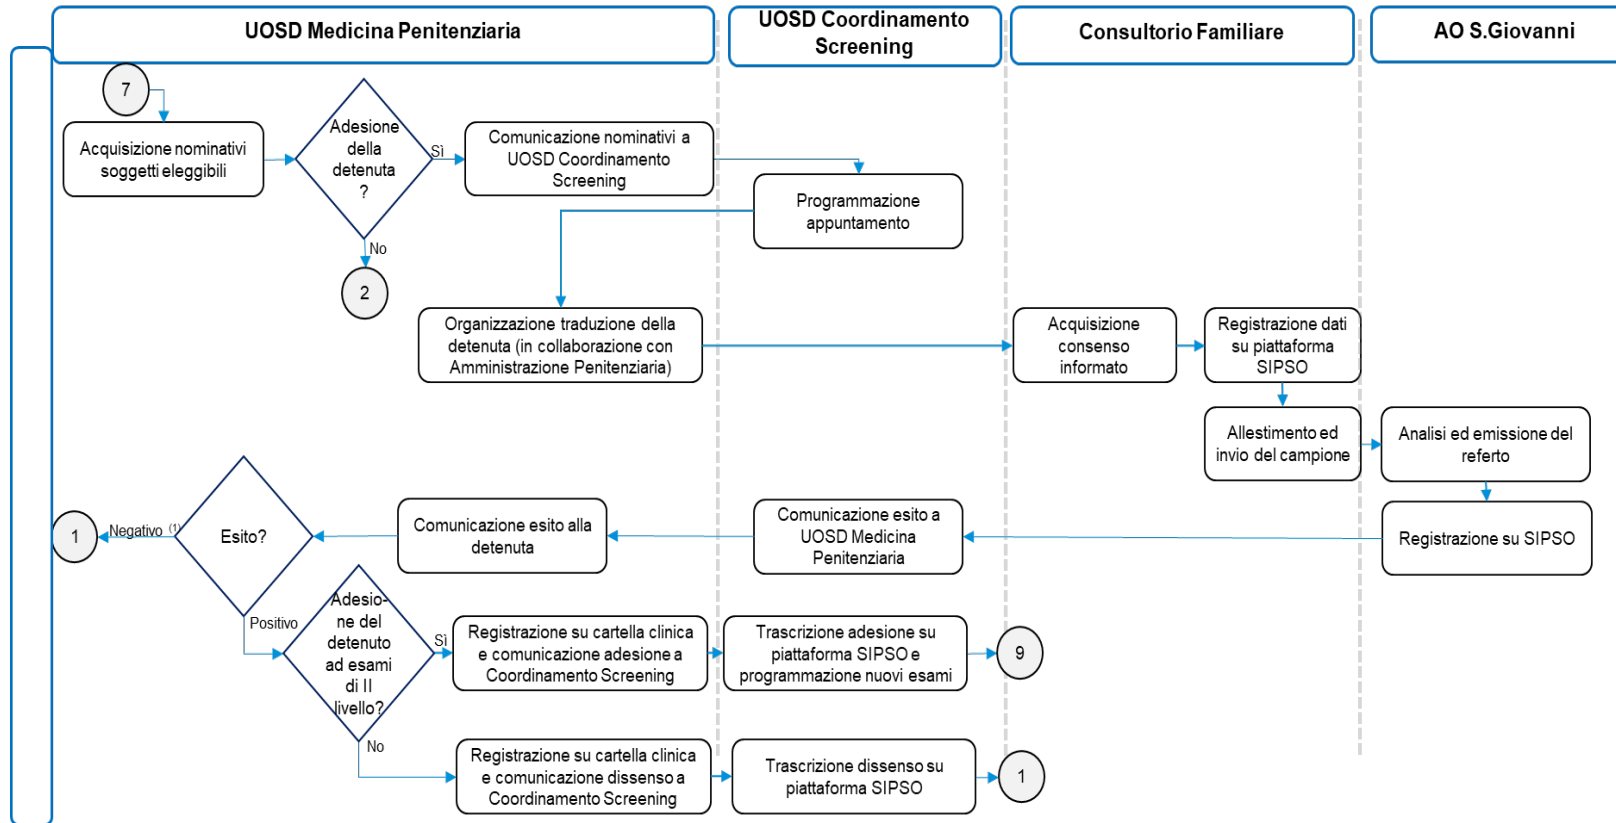 UOSD Medicina Penitenziaria
UOSD Coordinamento
Screening
Consultorio Familiare
AO S.Giovanni
7
Acquisizione nominativi
soggetti eleggibili
Adesione
della
detenuta
?
Sì
No
2
Comunicazione nominativi a
UOSD Coordinamento
Screening
Programmazione
appuntamento
Organizzazione traduzione della
detenuta (in collaborazione con
Amministrazione Penitenziaria)
Acquisizione
consenso
informato
Registrazione dati
su piattaforma
SIPSO
Allestimento ed
invio del campione
Analisi ed emissione del
referto
Registrazione su SIPSO
Comunicazione esito a
UOSD Medicina
Penitenziaria
Comunicazione esito alla
detenuta
Esito?
Negativo (1)
1
Positivo
Adesio-
ne del
detenuto
ad esami
di II
livello?
Sì
Registrazione su cartella clinica
e comunicazione adesione a
Coordinamento Screening
Trascrizione adesione su
piattaforma SIPSO e
programmazione nuovi esami
9
No
Registrazione su cartella clinica
e comunicazione dissenso a
Coordinamento Screening
Trascrizione dissenso su
piattaforma SIPSO
1